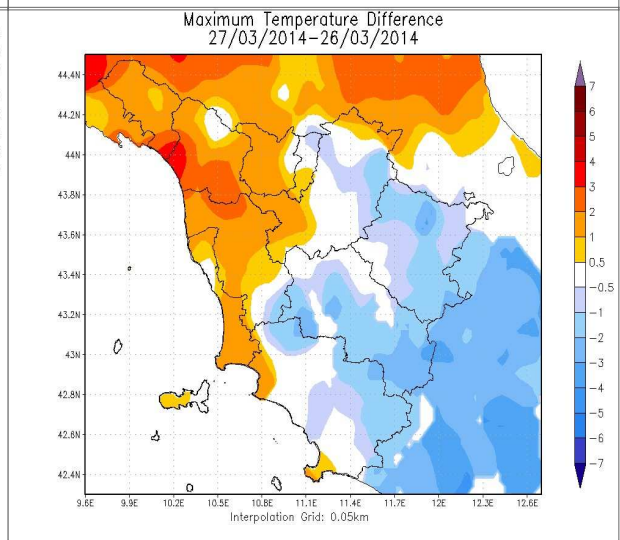 Maximum Temperature Difference
27/03/2014-26/03/2014
44.4N
44.2N
44N
43.8N
43.6N
43.4N
43.2N
43N
42.8N
42.6N
42.4N
9.6E 9.9E 10.2E 10.5E 10.8E 11.1E 11.4E 11.7E 12E 12.3E 12.6E
Interpolation Grid: 0.05km
7
6
5
4
3
2
1
0.5
-0.5
-1
-2
-3
-4
-5
-6
-7